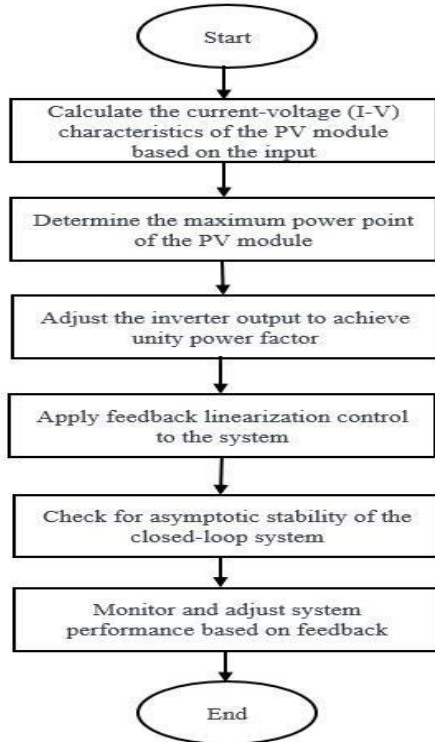 Start
Calculate the current-voltage (I-V)
characteristics of the PV module
based on the input
Determine the maximum power point
of the PV module
Adjust the inverter output to achieve
unity power factor
Apply feedback linearization control
to the system
Check for asymptotic stability of the
closed-loop system
Monitor and adjust system
performance based on feedback
End